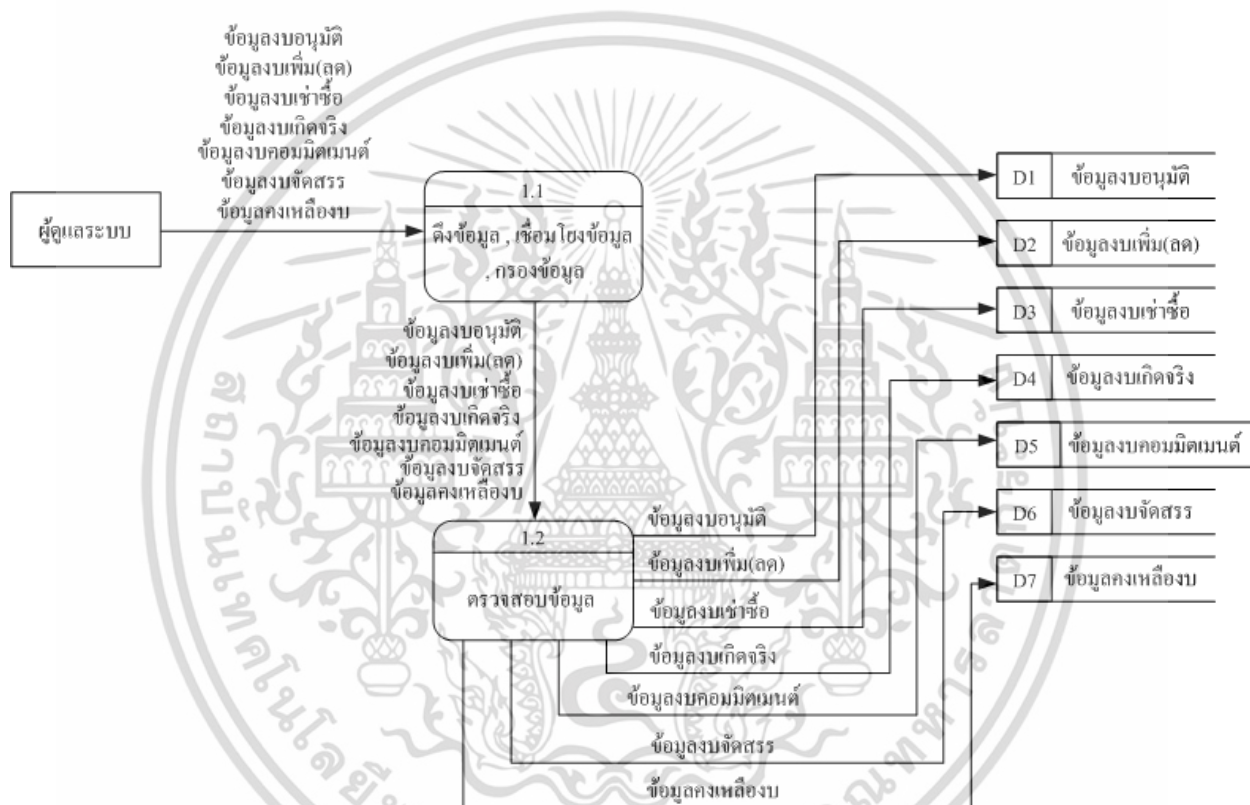 ข้อมูลงบอนุมัติ
ข้อมูลงบเพิ่ม(ลด)
ข้อมูลงบเช่าซื้อ
ข้อมูลงบเกิดจริง
ข้อมูลงบคอมมิตเมนต์
ข้อมูลงบจัดสรร
ข้อมูลคงเหลืองบ
ผู้ดูแลระบบ
1.1
ดึงข้อมูล , เชื่อมโยงข้อมูล
, กรองข้อมูล
ข้อมูลงบอนุมัติ
ข้อมูลงบเพิ่ม(ลด)
ข้อมูลงบเช่าซื้อ
ข้อมูลงบเกิดจริง
ข้อมูลงบคอมมิตเมนต์
ข้อมูลงบจัดสรร
ข้อมูลคงเหลืองบ
1.2
ตรวจสอบข้อมูล
ข้อมูลงบอนุมัติ
ข้อมูลงบเพิ่ม(ลด)
ข้อมูลงบเช่าซื้อ
ข้อมูลงบเกิดจริง
ข้อมูลงบคอมมิตเมนต์
ข้อมูลงบจัดสรร
ข้อมูลคงเหลืองบ
D1 ข้อมูลงบอนุมัติ
D2 ข้อมูลงบเพิ่ม(ลด)
D3 ข้อมูลงบเช่าซื้อ
D4 ข้อมูลงบเกิดจริง
D5 ข้อมูลงบคอมมิตเมนต์
D6 ข้อมูลงบจัดสรร
D7 ข้อมูลคงเหลืองบ